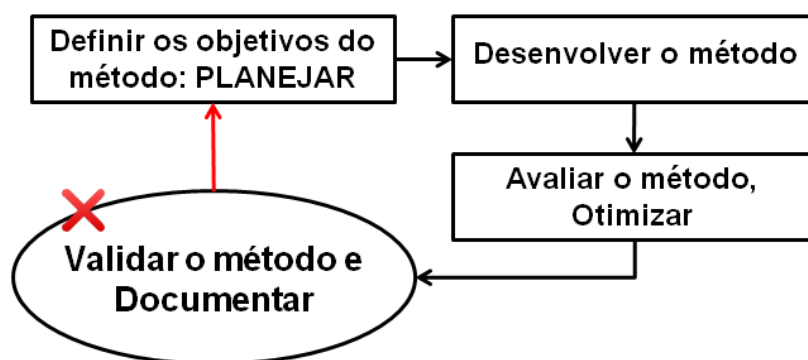 Definir os objetivos do
método: PLANEJAR
Desenvolver o método
Avaliar o método,
Otimizar
Validar o método e
Documentar